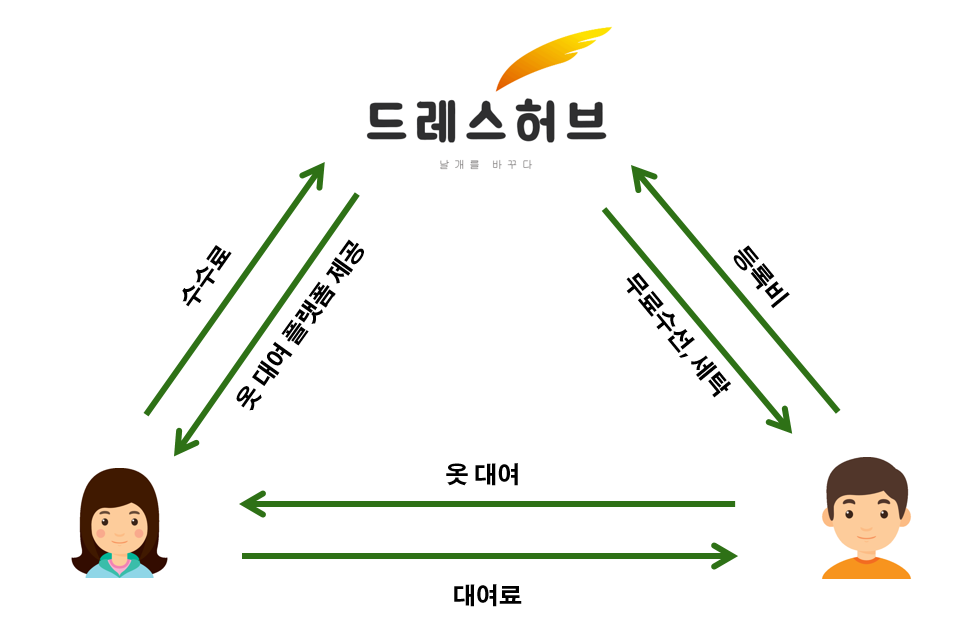 드레스허브
날개를 바꾸다
수수료
옷 대여 플랫폼 제공
등록비
무료수선, 세탁
옷 대여
대여료